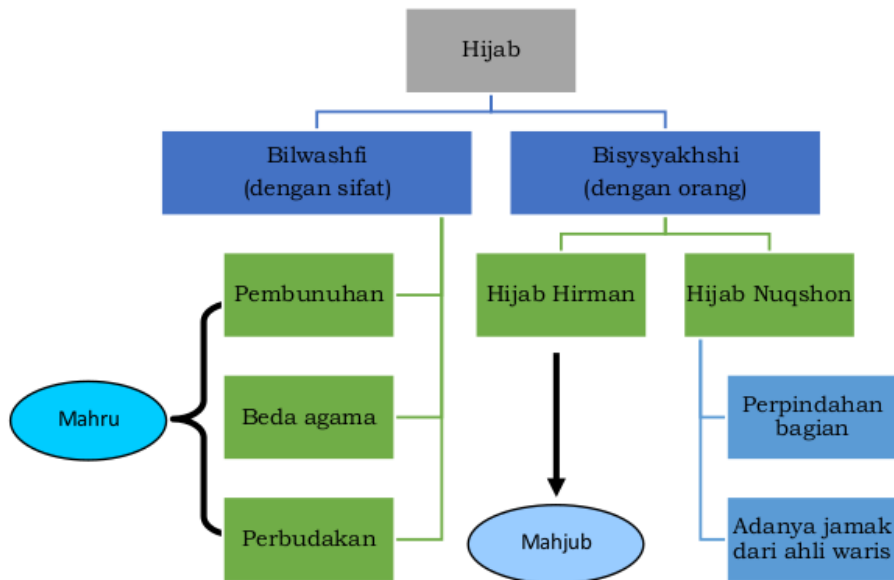 Hijab
Bilwashfi
(dengan sifat)
Bisysyakhshi
(dengan orang)
Pembunuhan
Hijab Hirman
Hijab Nuqshon
Mahru
Beda agama
Perpindahan
bagian
Perbudakan
Mahjub
Adanya jamak
dari ahli waris